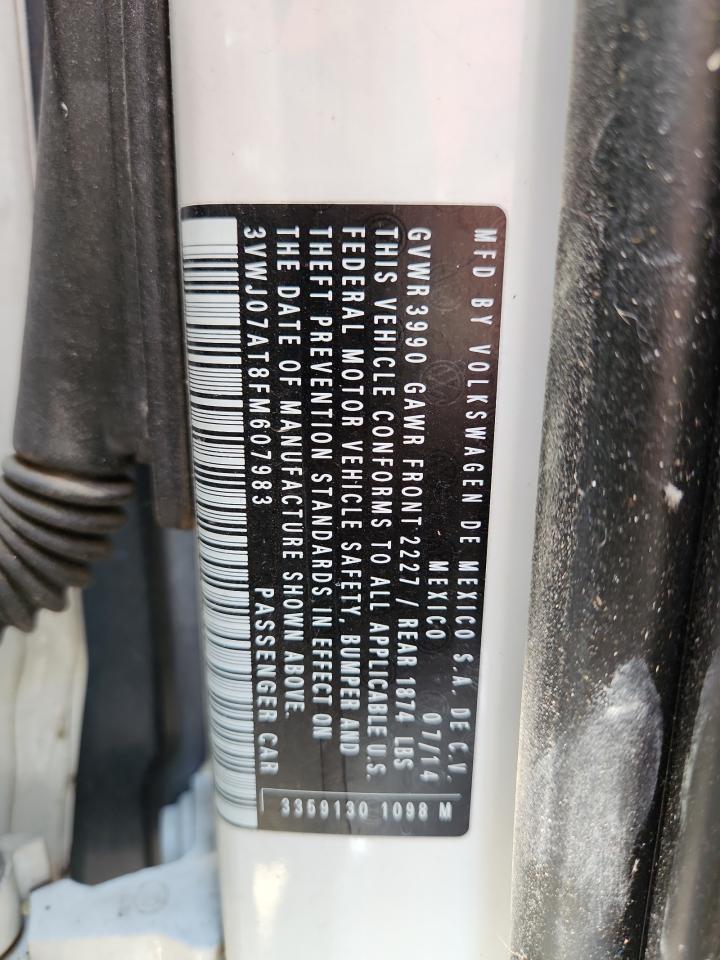 MFD BY VOLKSWAGEN DE MEXICO S.A. DE C.V.
MEXICO 07/14
GVWR 3990 GAWR FRONT 2227 / REAR 1874 LBS
THIS VEHICLE CONFORMS TO ALL APPLICABLE U.S.
FEDERAL MOTOR VEHICLE SAFETY, BUMPER AND
THEFT PREVENTION STANDARDS IN EFFECT ON
THE DATE OF MANUFACTURE SHOWN ABOVE.
3VWJ07AT8FM607983 PASSENGER CAR
3359130 1098 M